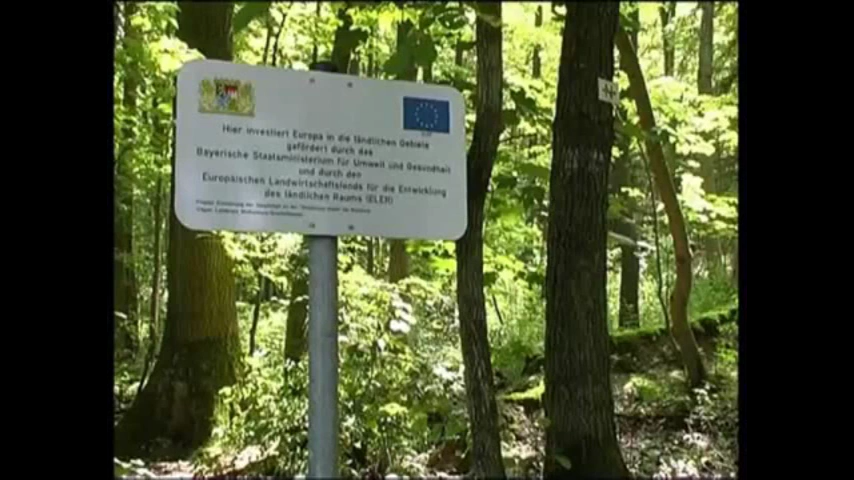 Hier investiert Europa in die ländlichen Gebiete
gefördert durch das
Bayerische Staatsministerium für Umwelt und Gesundheit
und durch den
Europäischen Landwirtschaftsfonds für die Entwicklung
des ländlichen Raums (ELER)